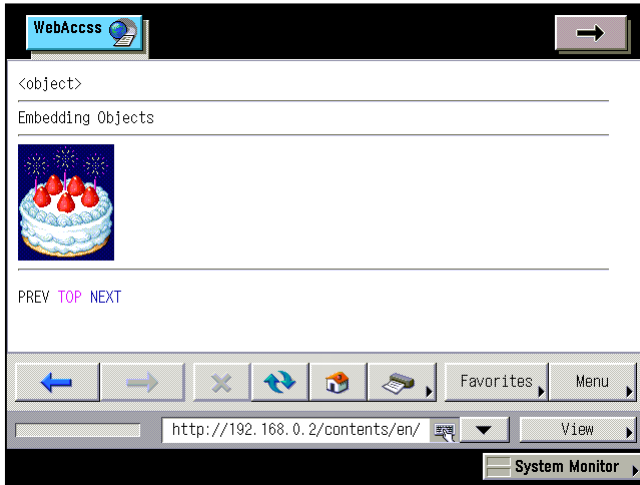 WebAccss
<object>
Embedding Objects
PREV TOP NEXT
Favorites Menu
http://192.168.0.2/contents/en/ View
System Monitor